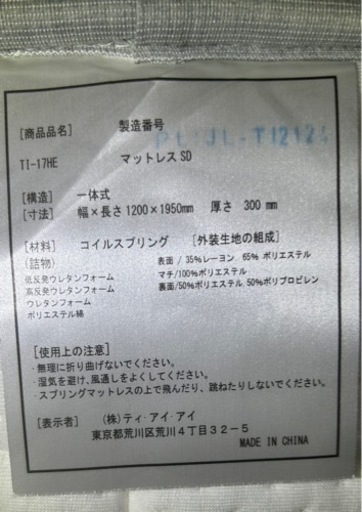 [商品品名] 製造番号
TI-17HE マットレスSD
[構造] 一体式
[寸法] 幅×長さ1200×1950mm 厚さ 300mm
[材料] コイルスプリング [外装生地の組成]
(詰物) 表面/35%レーヨン 65%ポリエステル
低反発ウレタンフォーム マチ/100%ポリエステル
高反発ウレタンフォーム 裏面/50%ポリエステル 50%ポリプロピレン
ウレタンフォーム
ポリエステル綿
[使用上の注意]
・無理に折り曲げないでください。
・湿気を避け、風通しをよくしてください。
・スプリングマットレスの上で飛んだり、跳ねたりしないでください。
[表示者] (株)ティ・アイ・アイ
東京都荒川区荒川4丁目32-5
MADE IN CHINA